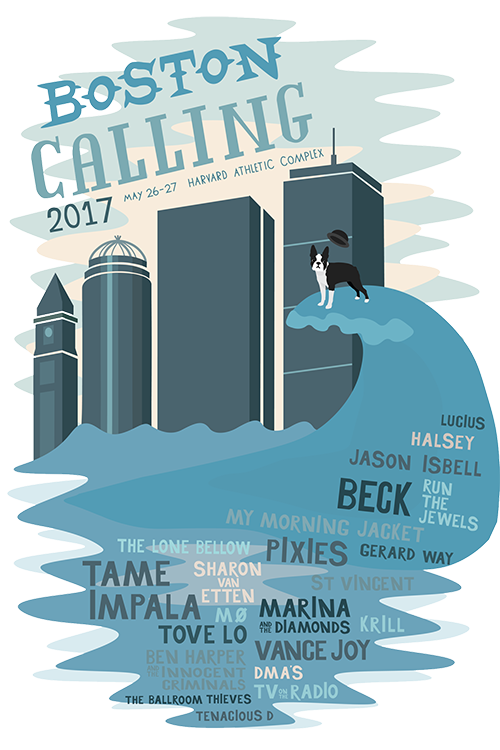 BOSTON
CALLING
2017 MAY 26-27 HARVARD ATHLETIC COMPLEX
LUCIUS
HALSEY
JASON ISBELL
BECK
RUN
THE
JEWELS
MY MORNING JACKET
THE LONE BELLOW
PIXIES
GERARD WAY
TAME
IMPALA
SHARON
VAN
ETTEN
ST VINCENT
MØ
MARINA
AND THE DIAMONDS
KRILL
TOVE LO
VANCE JOY
BEN HARPER
AND THE INNOCENT
CRIMINALS
DMA'S
TV ON THE RADIO
THE BALLROOM THIEVES
TENACIOUS D